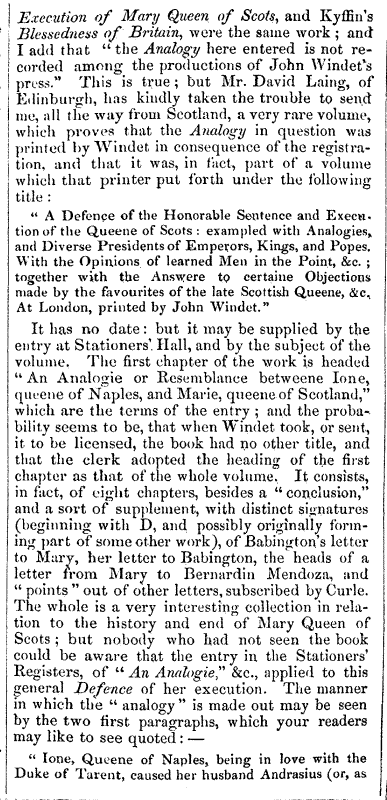 Execution of Mary Queen of Scots, and Kyffin's
Blessedness of Britain, were the same work; and
I add that "the Analogy here entered is not re-
corded among the productions of John Windet's
press." This is true; but Mr. David Laing, of
Edinburgh, has kindly taken the trouble to send
me, all the way from Scotland, a very rare volume,
which proves that the Analogy in question was
printed by Windet in consequence of the registra-
tion, and that it was, in fact, part of a volume
which that printer put forth under the following
title:
"A Defence of the Honorable Sentence and Execu-
tion of the Queene of Scots: exampled with Analogies,
and Diverse Presidents of Emperors, Kings, and Popes.
With the Opinions of learned Men in the Point, &c.;
together with the Answere to certaine Objections
made by the favourites of the late Scottish Queene, &c.
At London, printed by John Windet."
It has no date: but it may be supplied by the
entry at Stationers' Hall, and by the subject of the
volume. The first chapter of the work is headed
"An Analogie or Resemblance betweene Ione,
queene of Naples, and Marie, queene of Scotland,"
which are the terms of the entry; and the proba-
bility seems to be, that when Windet took, or sent,
it to be licensed, the book had no other title, and
that the clerk adopted the heading of the first
chapter as that of the whole volume. It consists,
in fact, of eight chapters, besides a "conclusion,"
and a sort of supplement, with distinct signatures
(beginning with D, and possibly originally form-
ing part of some other work), of Babington's letter
to Mary, her letter to Babington, the heads of a
letter from Mary to Bernardin Mendoza, and
"points" out of other letters, subscribed by Curle.
The whole is a very interesting collection in rela-
tion to the history and end of Mary Queen of
Scots; but nobody who had not seen the book
could be aware that the entry in the Stationers'
Registers, of "An Analogie," &c., applied to this
general Defence of her execution. The manner
in which the "analogy" is made out may be seen
by the two first paragraphs, which your readers
may like to see quoted:—
"Ione, Queene of Naples, being in love with the
Duke of Tarent, caused her husband Andrasius (or, as